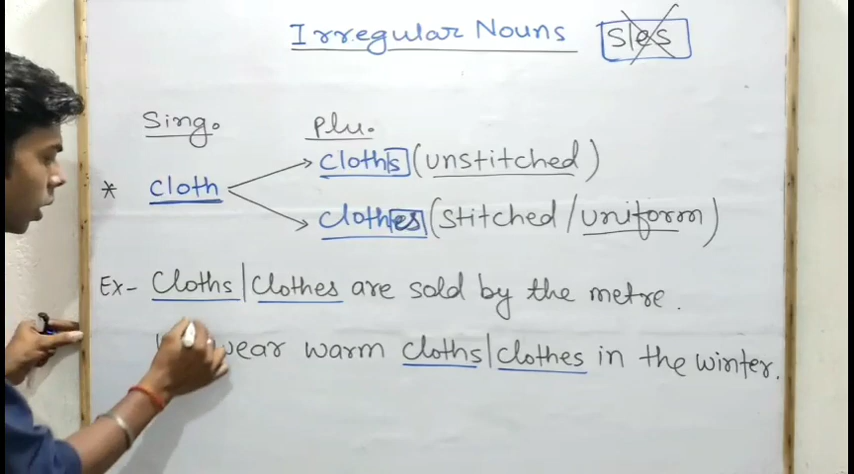 Irregular Nouns s|es
Sing. Plu.
* cloth cloths (unstitched)
clothes (stitched/uniform)
Ex- Cloths|clothes are sold by the metre.
wear warm cloths|clothes in the winter.